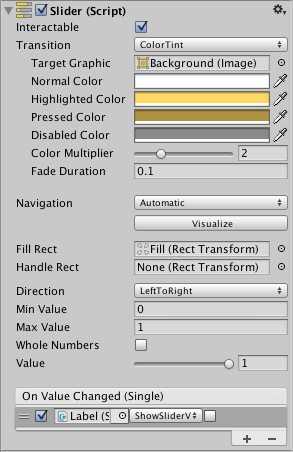 Slider (Script)
Interactable
Transition ColorTint
Target Graphic Background (Image)
Normal Color
Highlighted Color
Pressed Color
Disabled Color
Color Multiplier 2
Fade Duration 0.1
Navigation Automatic
Visualize
Fill Rect Fill (Rect Transform)
Handle Rect None (Rect Transform)
Direction LeftToRight
Min Value 0
Max Value 1
Whole Numbers
Value 1
On Value Changed (Single)
Label (S ShowSliderV
+ −